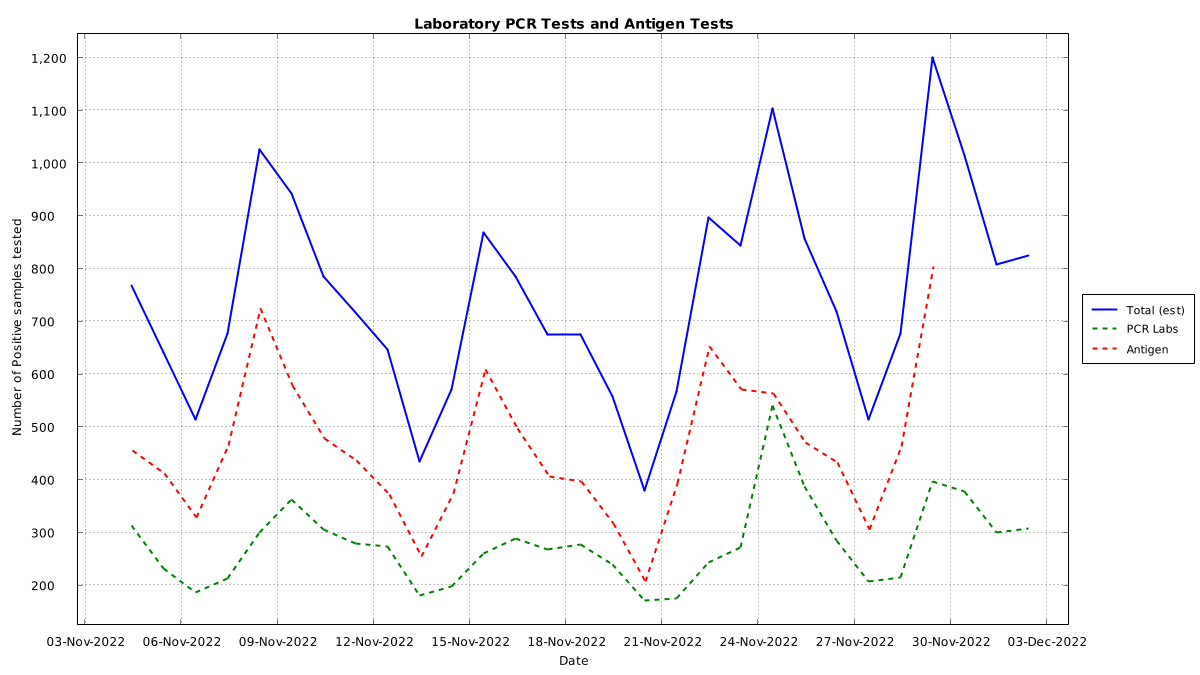 Laboratory PCR Tests and Antigen Tests
1,200
1,100
1,000
900
800
700
600
500
400
300
200
Number of Positive samples tested
03-Nov-2022 06-Nov-2022 09-Nov-2022 12-Nov-2022 15-Nov-2022 18-Nov-2022 21-Nov-2022 24-Nov-2022 27-Nov-2022 30-Nov-2022 03-Dec-2022
Date
Total (est)
PCR Labs
Antigen